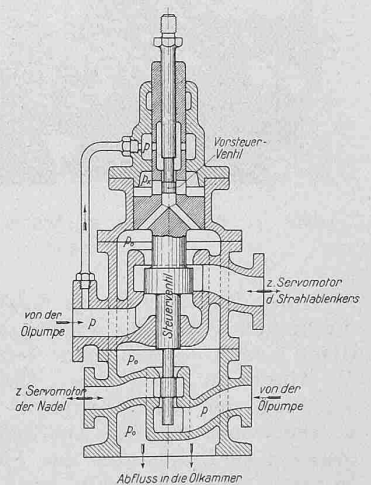 Vorsteuer-
Ventil
p
px
p₀
z. Servomotor
d. Strahlablenkers
von der
Ölpumpe
p
Steuerventil
p₀
z. Servomotor
der Nadel
von der
Ölpumpe
p
p₀
Abfluss in die Ölkammer